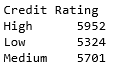 Credit Rating
High 5952
Low 5324
Medium 5701